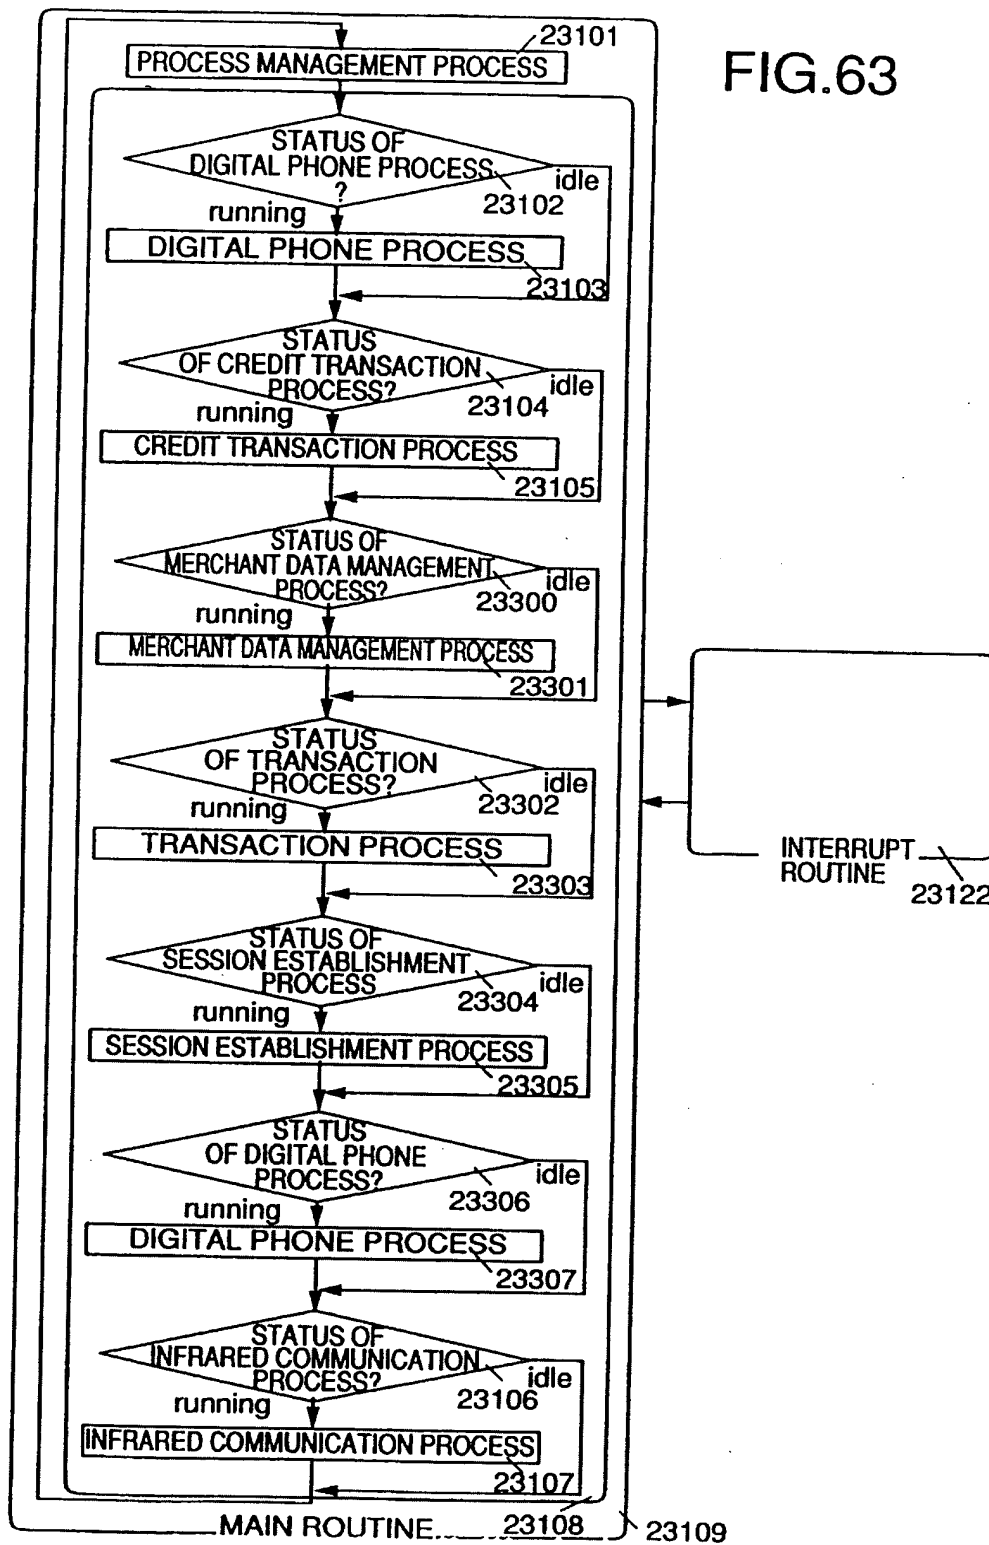 FIG.63
23101
PROCESS MANAGEMENT PROCESS
STATUS OF
DIGITAL PHONE PROCESS
?
23102
idle
running
DIGITAL PHONE PROCESS
23103
STATUS
OF CREDIT TRANSACTION
PROCESS?
23104
idle
running
CREDIT TRANSACTION PROCESS
23105
STATUS OF
MERCHANT DATA MANAGEMENT
PROCESS?
23300
idle
running
MERCHANT DATA MANAGEMENT PROCESS
23301
STATUS
OF TRANSACTION
PROCESS?
23302
idle
running
TRANSACTION PROCESS
23303
STATUS OF
SESSION ESTABLISHMENT
PROCESS
23304
idle
running
SESSION ESTABLISHMENT PROCESS
23305
STATUS
OF DIGITAL PHONE
PROCESS?
23306
idle
running
DIGITAL PHONE PROCESS
23307
STATUS OF
INFRARED COMMUNICATION
PROCESS?
23106
idle
running
INFRARED COMMUNICATION PROCESS
23107
23108
MAIN ROUTINE
23109
INTERRUPT
ROUTINE
23122